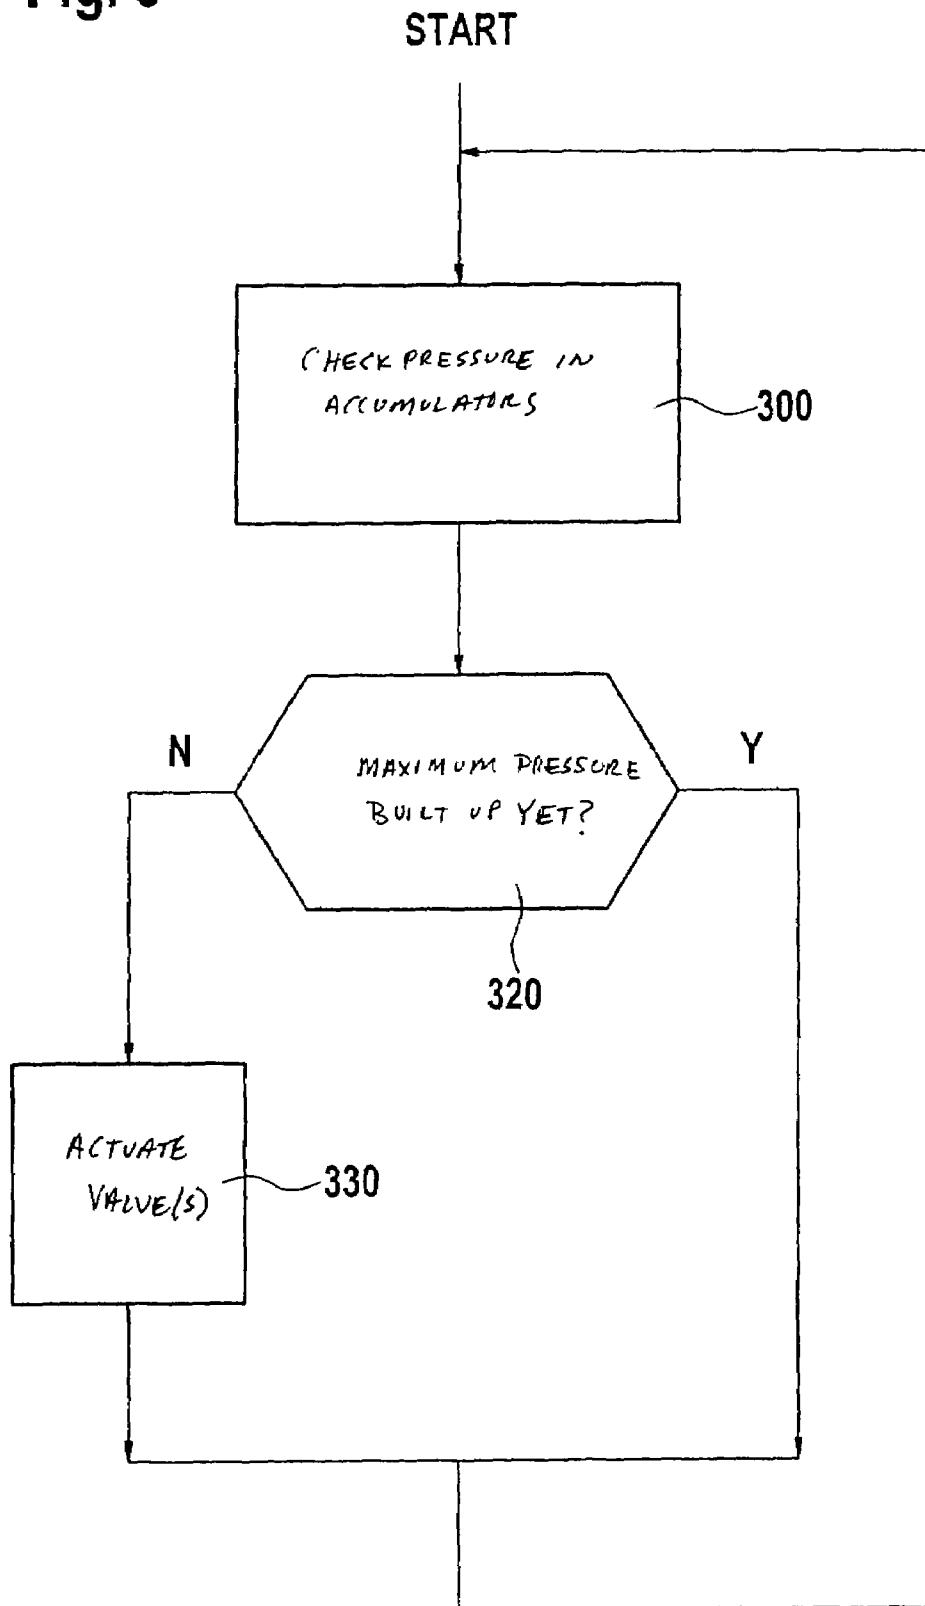 START
CHECK PRESSURE IN
ACCUMULATORS
300
N
Y
MAXIMUM PRESSURE
BUILT UP YET?
320
ACTUATE
VALVE(S)
330